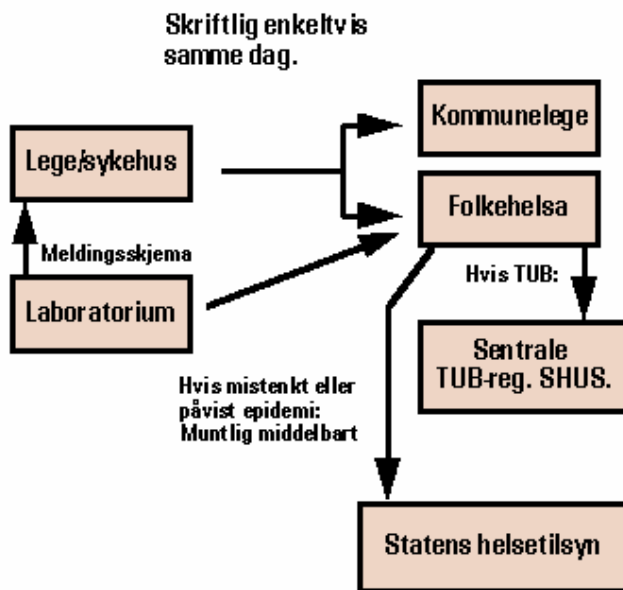 Skriftlig enkeltvis
samme dag.
Kommunelege
Lege/sykehus
Folkehelsa
Meldingsskjema
Hvis TUB:
Laboratorium
Sentrale
TUB-reg. SHUS.
Hvis mistenkt eller
påvist epidemi:
Muntlig middelbart
Statens helsetilsyn